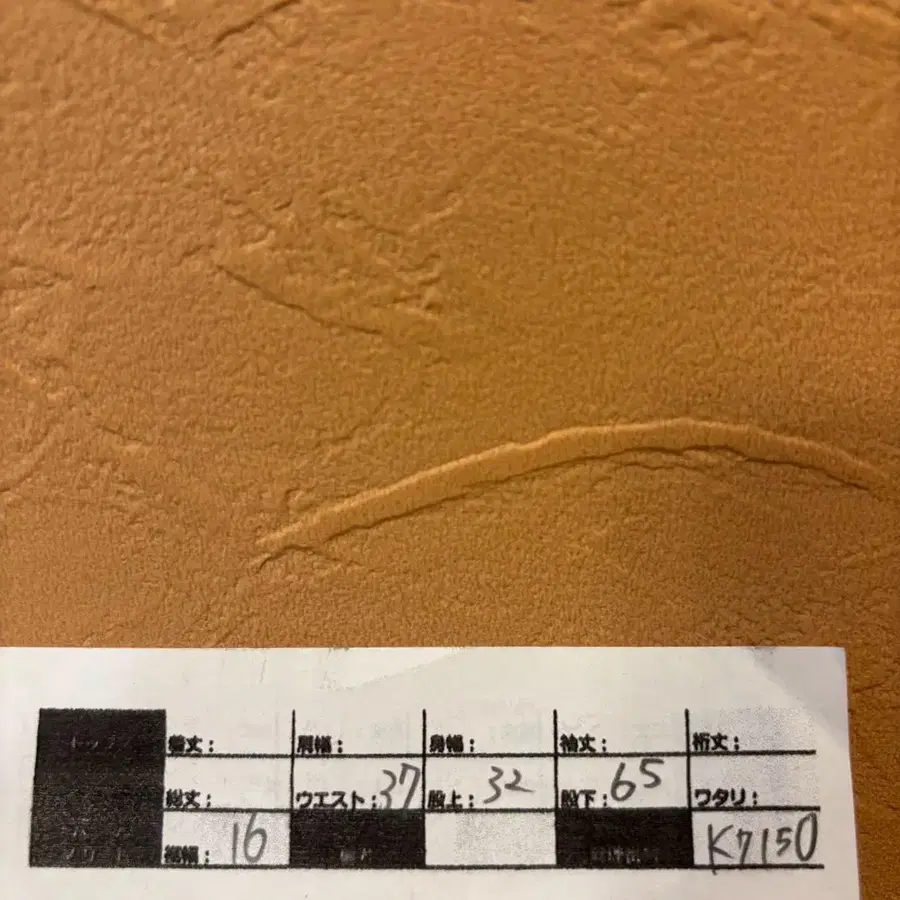 着丈: 肩幅: 身幅: 袖丈: 裄丈:
総丈: ウエスト:37 股上:32 股下:65 ワタリ:
裾幅:16 K7150